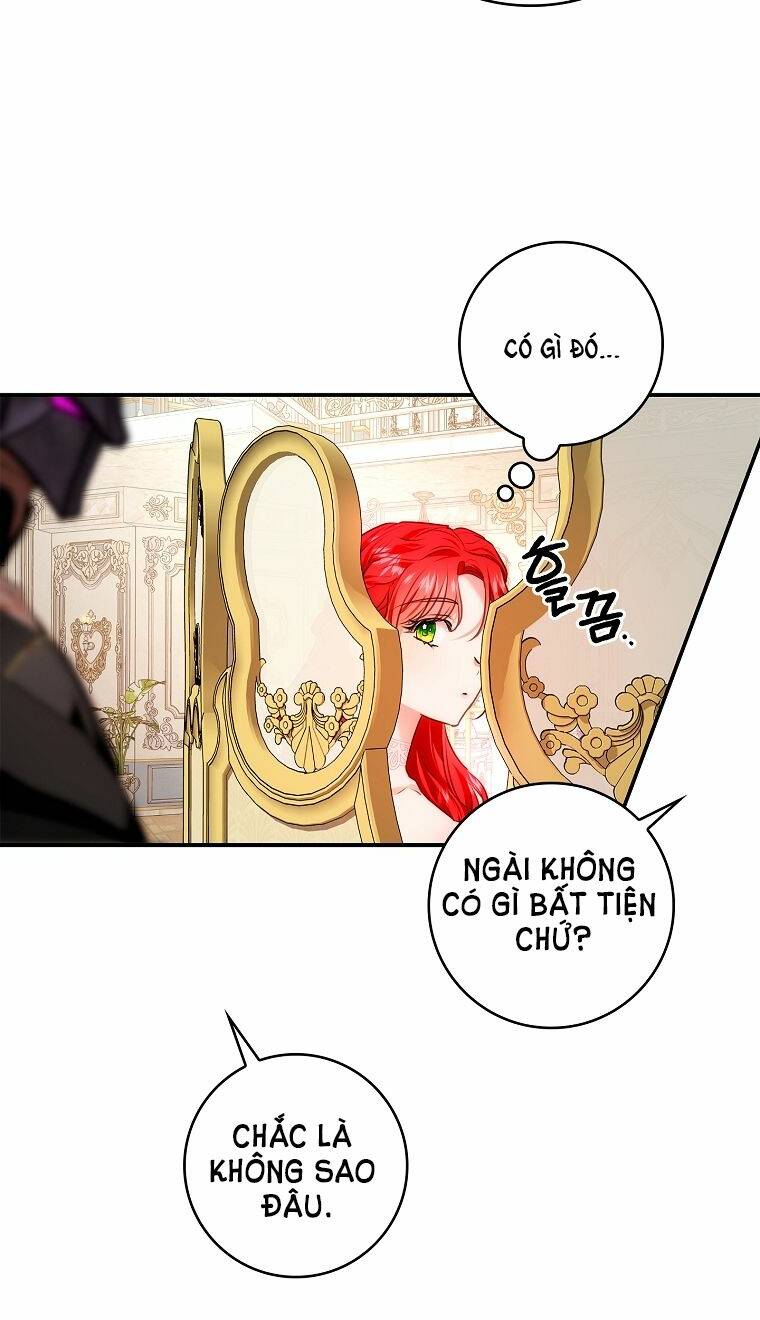 CÓ GÌ ĐÓ...
흘끔..
NGÀI KHÔNG
CÓ GÌ BẤT TIỆN
CHỨ?
CHẮC LÀ
KHÔNG SAO
ĐÂU.